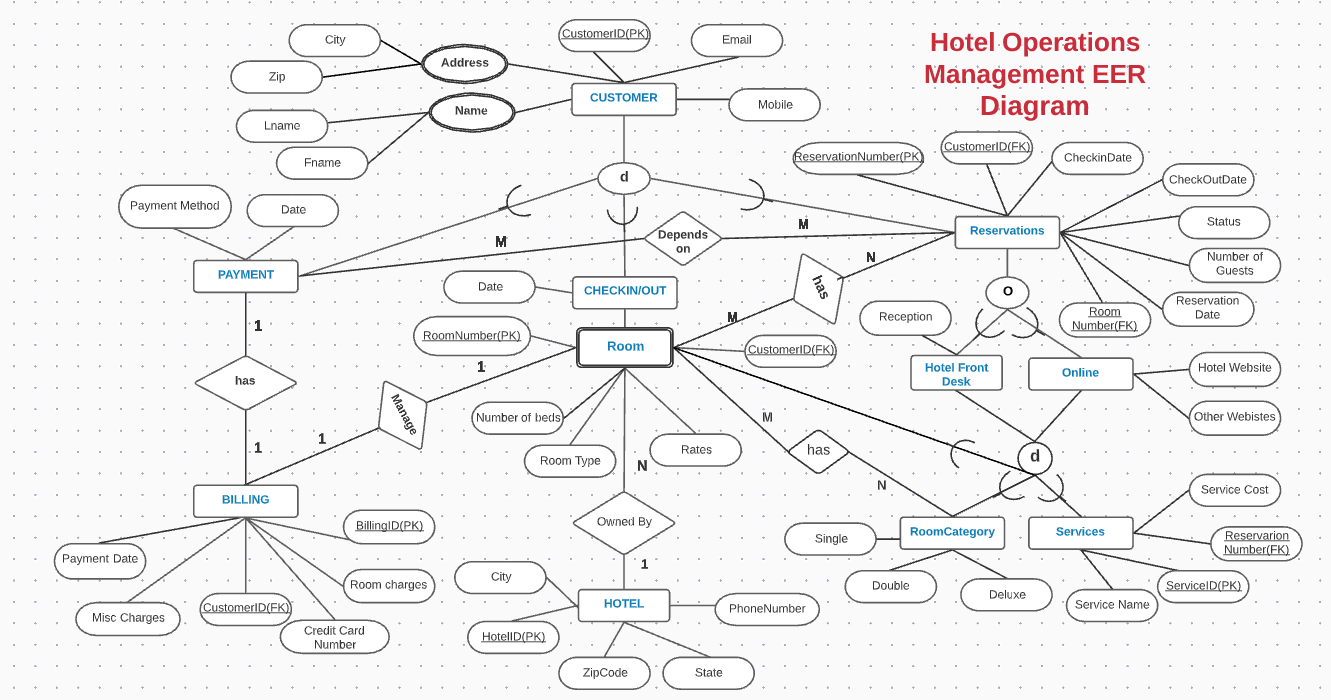 Hotel Operations
Management EER
Diagram
City
CustomerID(PK)
Email
Address
Zip
CUSTOMER
Mobile
Name
Lname
Fname
ReservationNumber(PK)
CustomerID(FK)
CheckinDate
d
CheckOutDate
Payment Method
Date
Status
Reservations
M
M
Depends
on
N
Number of
Guests
PAYMENT
Date
CHECKIN/OUT
has
O
Reservation
Date
Room
Number(FK)
Reception
M
1
RoomNumber(PK)
Room
CustomerID(FK)
1
has
Hotel Front
Desk
Online
Hotel Website
Manage
Number of beds
M
Other Webistes
1
1
Room Type
Rates
has
d
N
N
BILLING
Service Cost
BillingID(PK)
Owned By
Single
RoomCategory
Services
Reservarion
Number(FK)
Payment Date
1
City
Room charges
Double
Deluxe
ServiceID(PK)
Service Name
Misc Charges
CustomerID(FK)
HOTEL
PhoneNumber
Credit Card
Number
HotelID(PK)
ZipCode
State